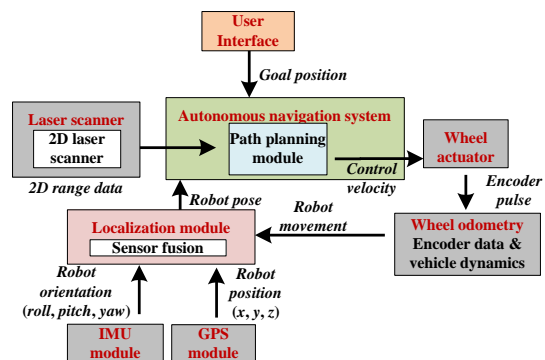 User
Interface
Goal position
Laser scanner
2D laser
scanner
2D range data
Autonomous navigation system
Path planning
module
Control
velocity
Wheel
actuator
Encoder
pulse
Robot pose
Localization module
Sensor fusion
Robot
movement
Wheel odometry
Encoder data &
vehicle dynamics
Robot
orientation
(roll, pitch, yaw)
Robot
position
(x, y, z)
IMU
module
GPS
module